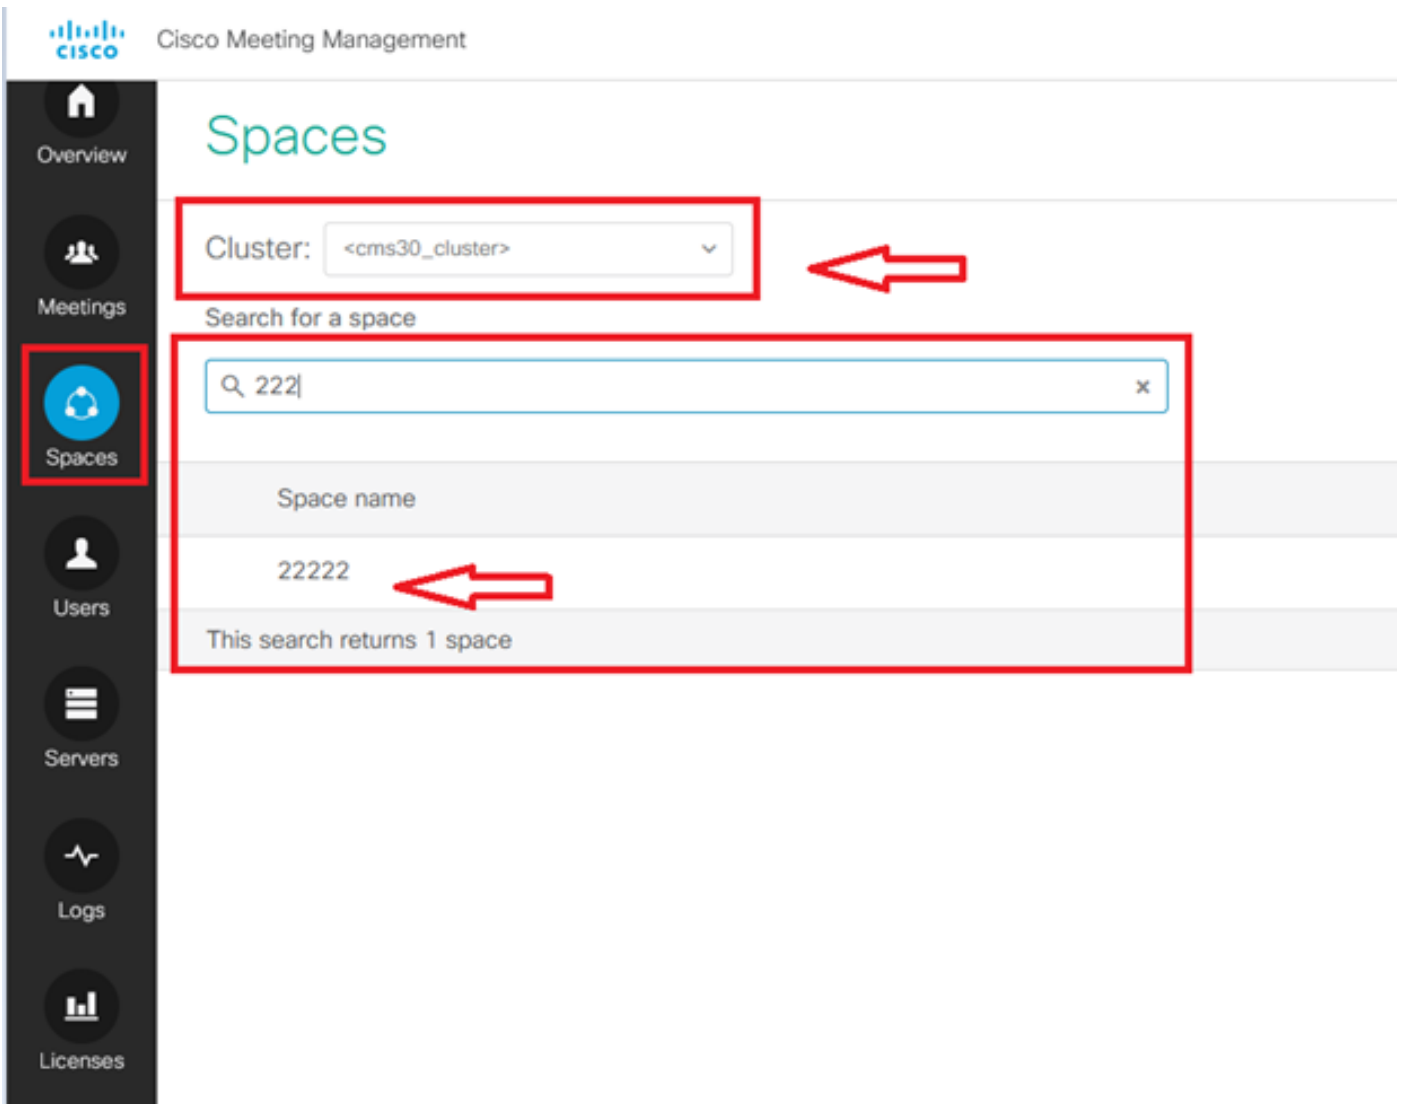 CISCO
Cisco Meeting Management
Overview
Meetings
Spaces
Users
Servers
Logs
Licenses
Spaces
Cluster: <cms30_cluster>
Search for a space
222
Space name
22222
This search returns 1 space